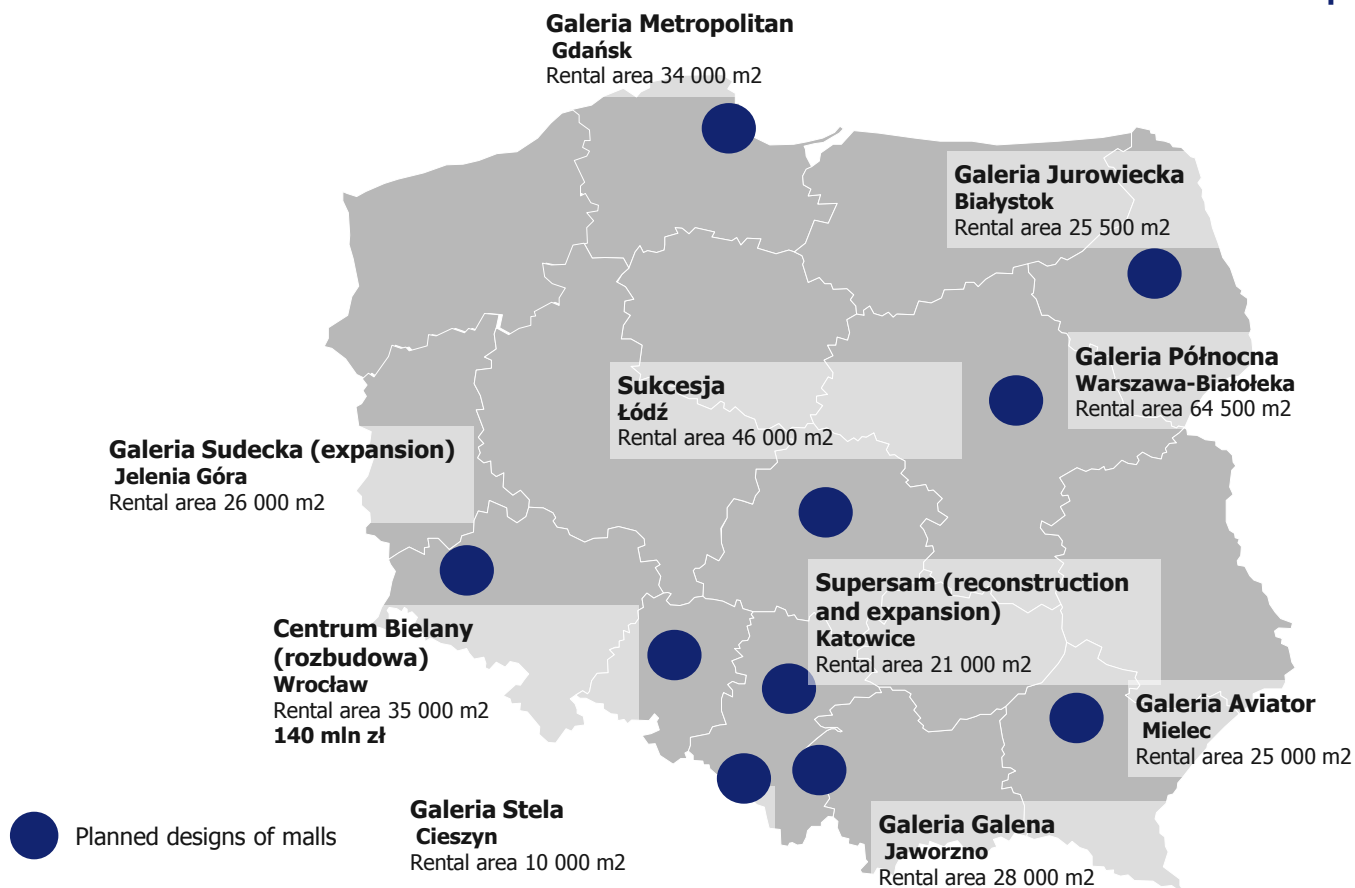 Galeria Metropolitan
Gdańsk
Rental area 34 000 m2
Galeria Jurowiecka
Białystok
Rental area 25 500 m2
Galeria Północna
Warszawa-Białołeka
Rental area 64 500 m2
Sukcesja
Łódź
Rental area 46 000 m2
Galeria Sudecka (expansion)
Jelenia Góra
Rental area 26 000 m2
Supersam (reconstruction
and expansion)
Katowice
Rental area 21 000 m2
Centrum Bielany
(rozbudowa)
Wrocław
Rental area 35 000 m2
140 mln zł
Galeria Aviator
Mielec
Rental area 25 000 m2
Galeria Stela
Cieszyn
Rental area 10 000 m2
Galeria Galena
Jaworzno
Rental area 28 000 m2
Planned designs of malls